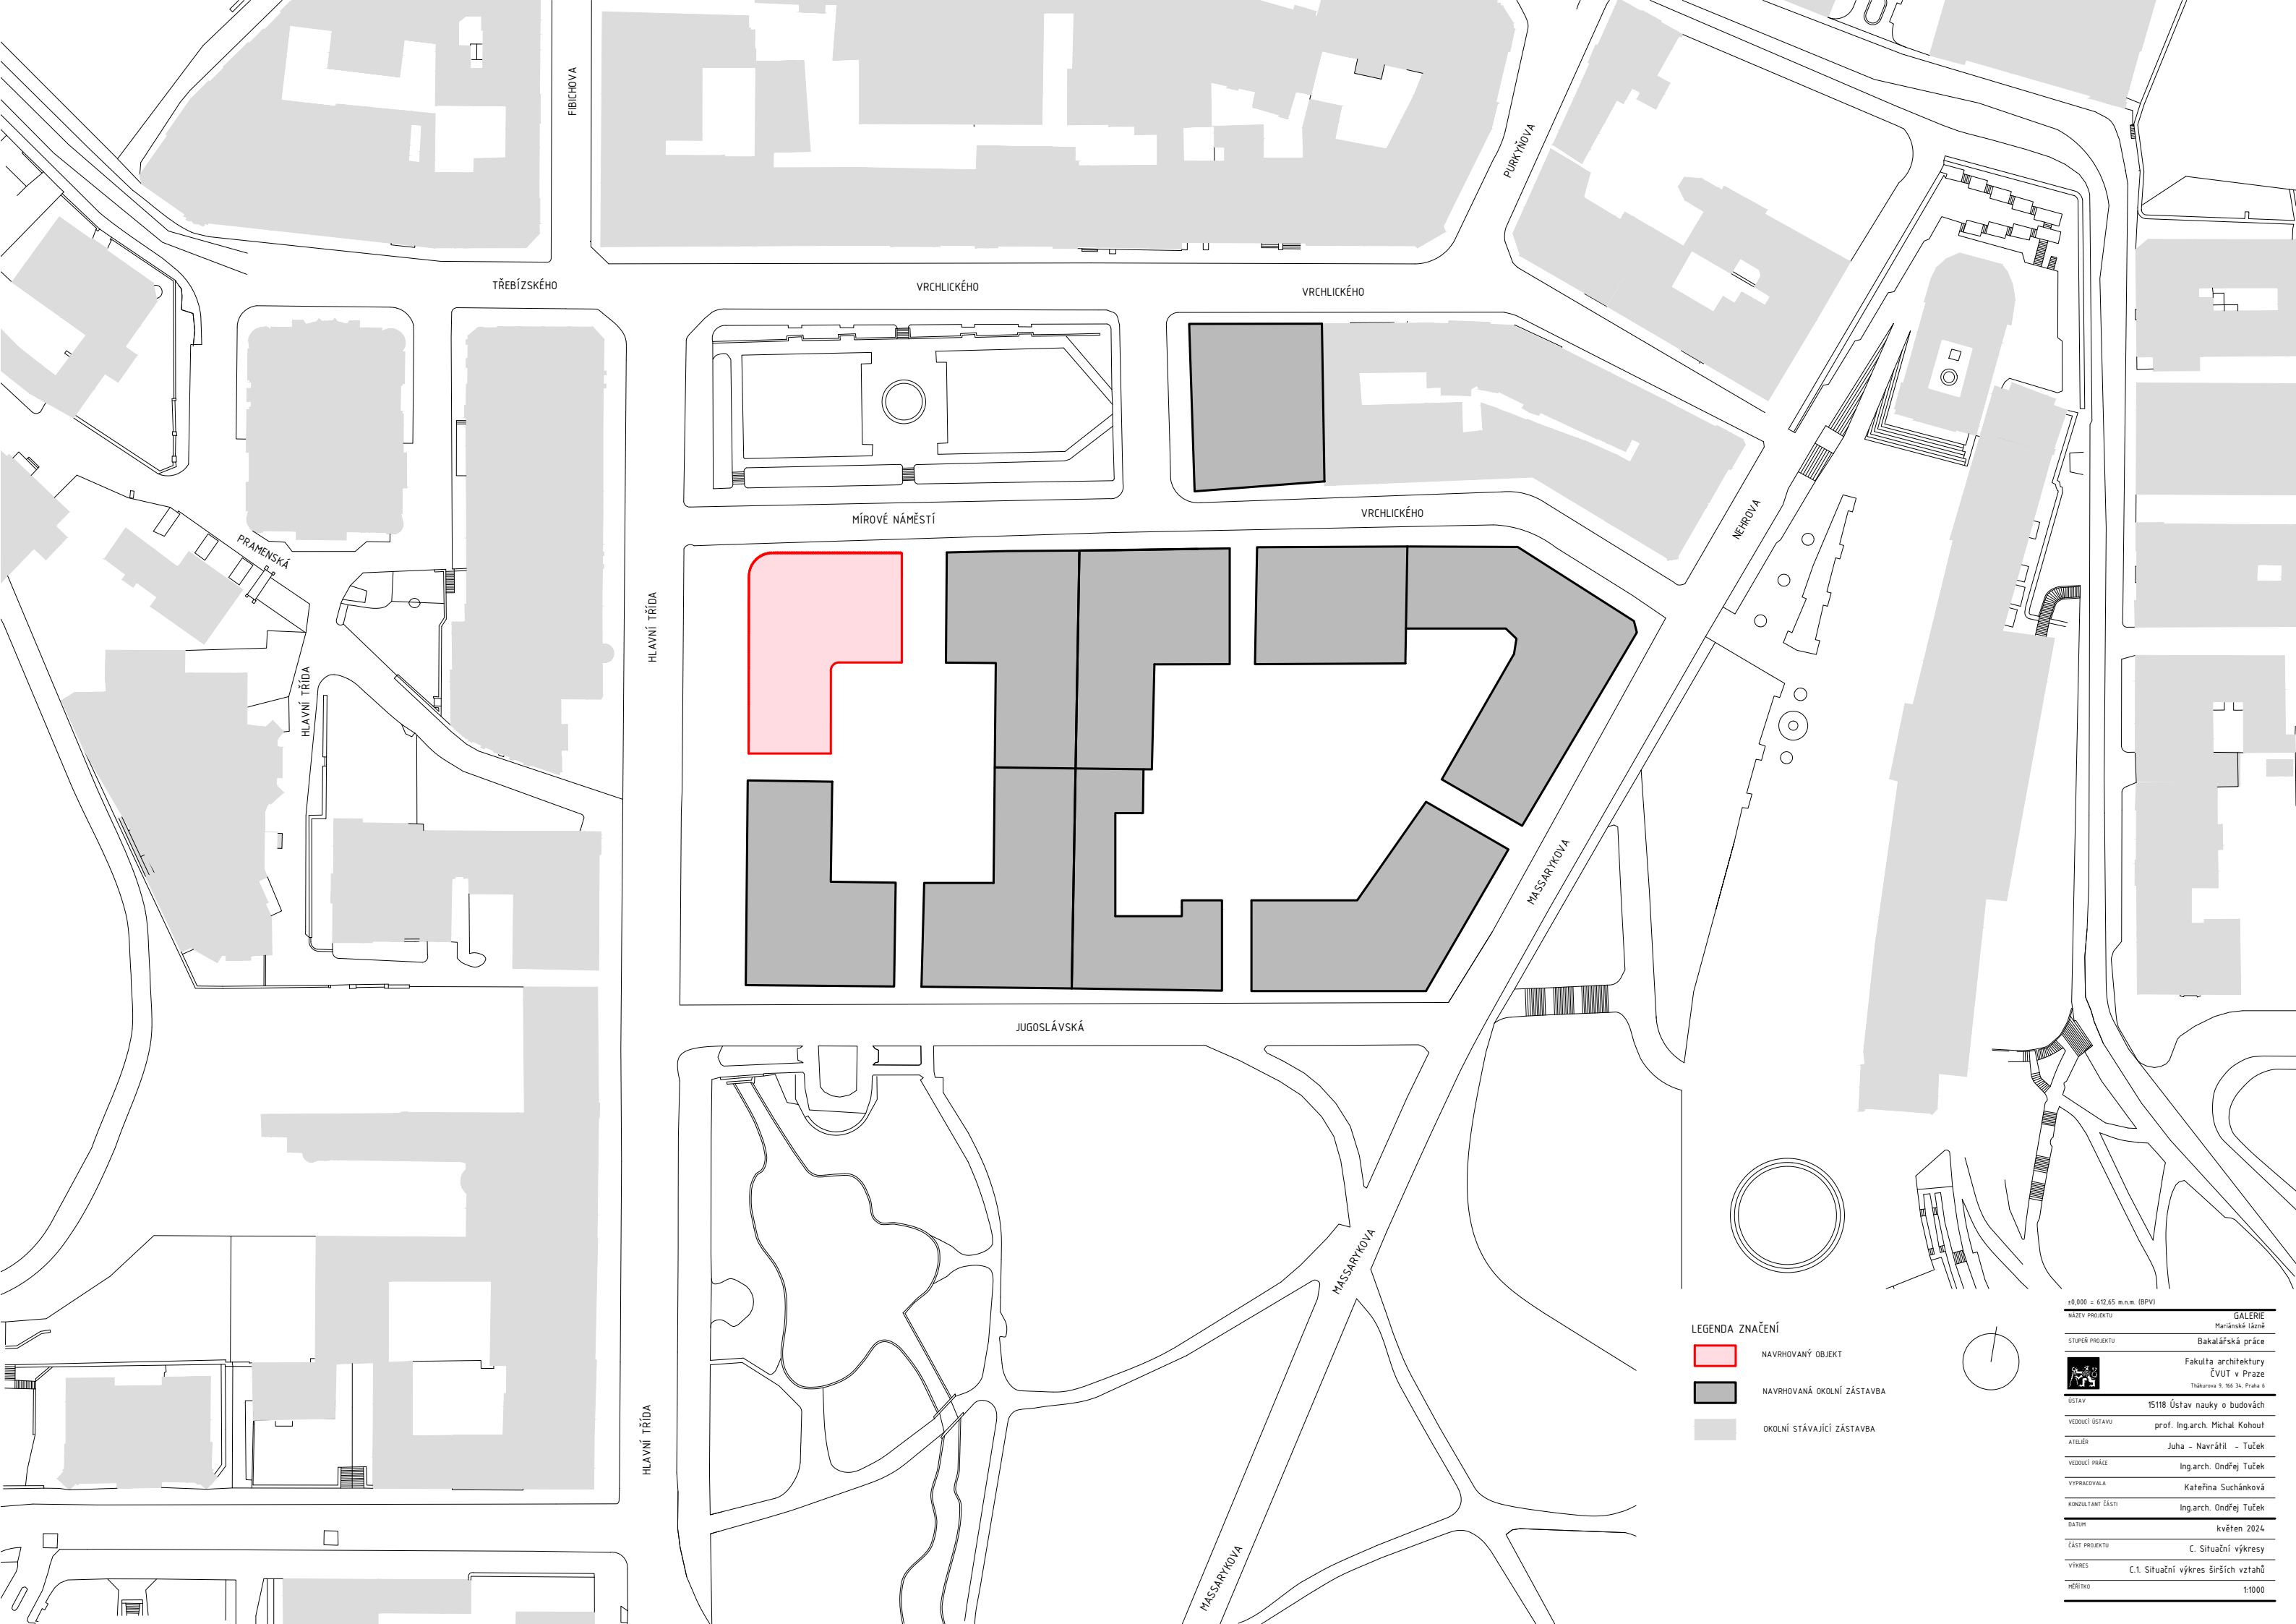 FIBICHOVA
PURKYŇOVA
TŘEBÍZSKÉHO
VRCHLICKÉHO
VRCHLICKÉHO
MÍROVÉ NÁMĚSTÍ
VRCHLICKÉHO
NEHROVA
PRAMENSKÁ
HLAVNÍ TŘÍDA
HLAVNÍ TŘÍDA
MASSARYKOVA
JUGOSLÁVSKÁ
MASSARYKOVA
HLAVNÍ TŘÍDA
MASSARYKOVA
LEGENDA ZNAČENÍ
NAVRHOVANÝ OBJEKT
NAVRHOVANÁ OKOLNÍ ZÁSTAVBA
OKOLNÍ STÁVAJÍCÍ ZÁSTAVBA
±0,000 = 612,65 m.n.m. (BPV)
NÁZEV PROJEKTU GALERIE
Mariánské lázně
STUPEŇ PROJEKTU Bakalářská práce
Fakulta architektury
ČVUT v Praze
Thákurova 9, 166 34, Praha 6
ÚSTAV 15118 Ústav nauky o budovách
VEDOUCÍ ÚSTAVU prof. Ing.arch. Michal Kohout
ATELIÉR Juha - Navrátil - Tuček
VEDOUCÍ PRÁCE Ing.arch. Ondřej Tuček
VYPRACOVALA Kateřina Suchánková
KONZULTANT ČÁSTI Ing.arch. Ondřej Tuček
DATUM květen 2024
ČÁST PROJEKTU C. Situační výkresy
VÝKRES C.1. Situační výkres širších vztahů
MĚŘÍTKO 1:1000